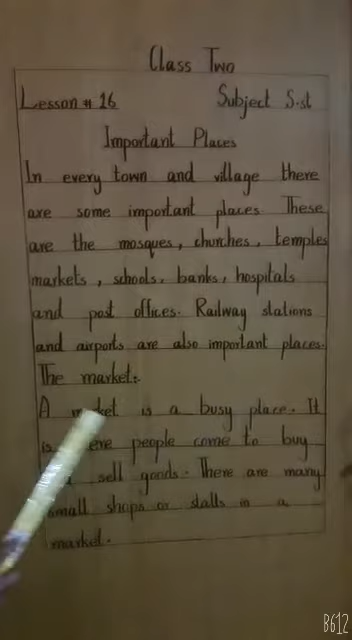 Class Two
Lesson # 16 Subject S.st
Important Places
In every town and village there
are some important places These
are the mosques, churches, temples
markets, schools, banks, hospitals
and post offices. Railway stations
and airports are also important places.
The market:-
A market is a busy place. It
is people come to buy
sell goods. There are many
small shops or stalls in a
market.
B612